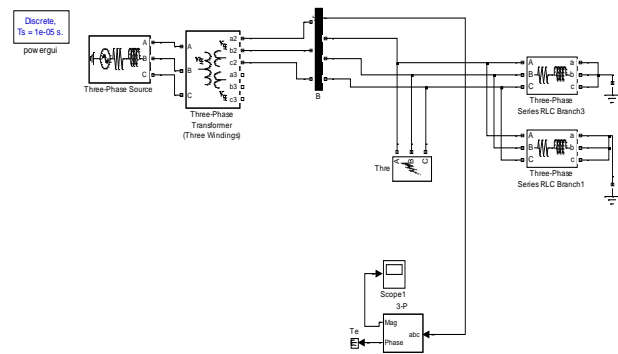 Discrete,
Ts = 1e-05 s.
powergui
A
B
C
Three-Phase Source
A
B
C
a2
b2
c2
a3
b3
c3
Three-Phase
Transformer
(Three Windings)
B
A
B
C
Thre
A
B
C
a
b
c
Three-Phase
Series RLC Branch3
A
B
C
a
b
c
Three-Phase
Series RLC Branch1
Scope1
3-P
Mag
Phase
abc
Te